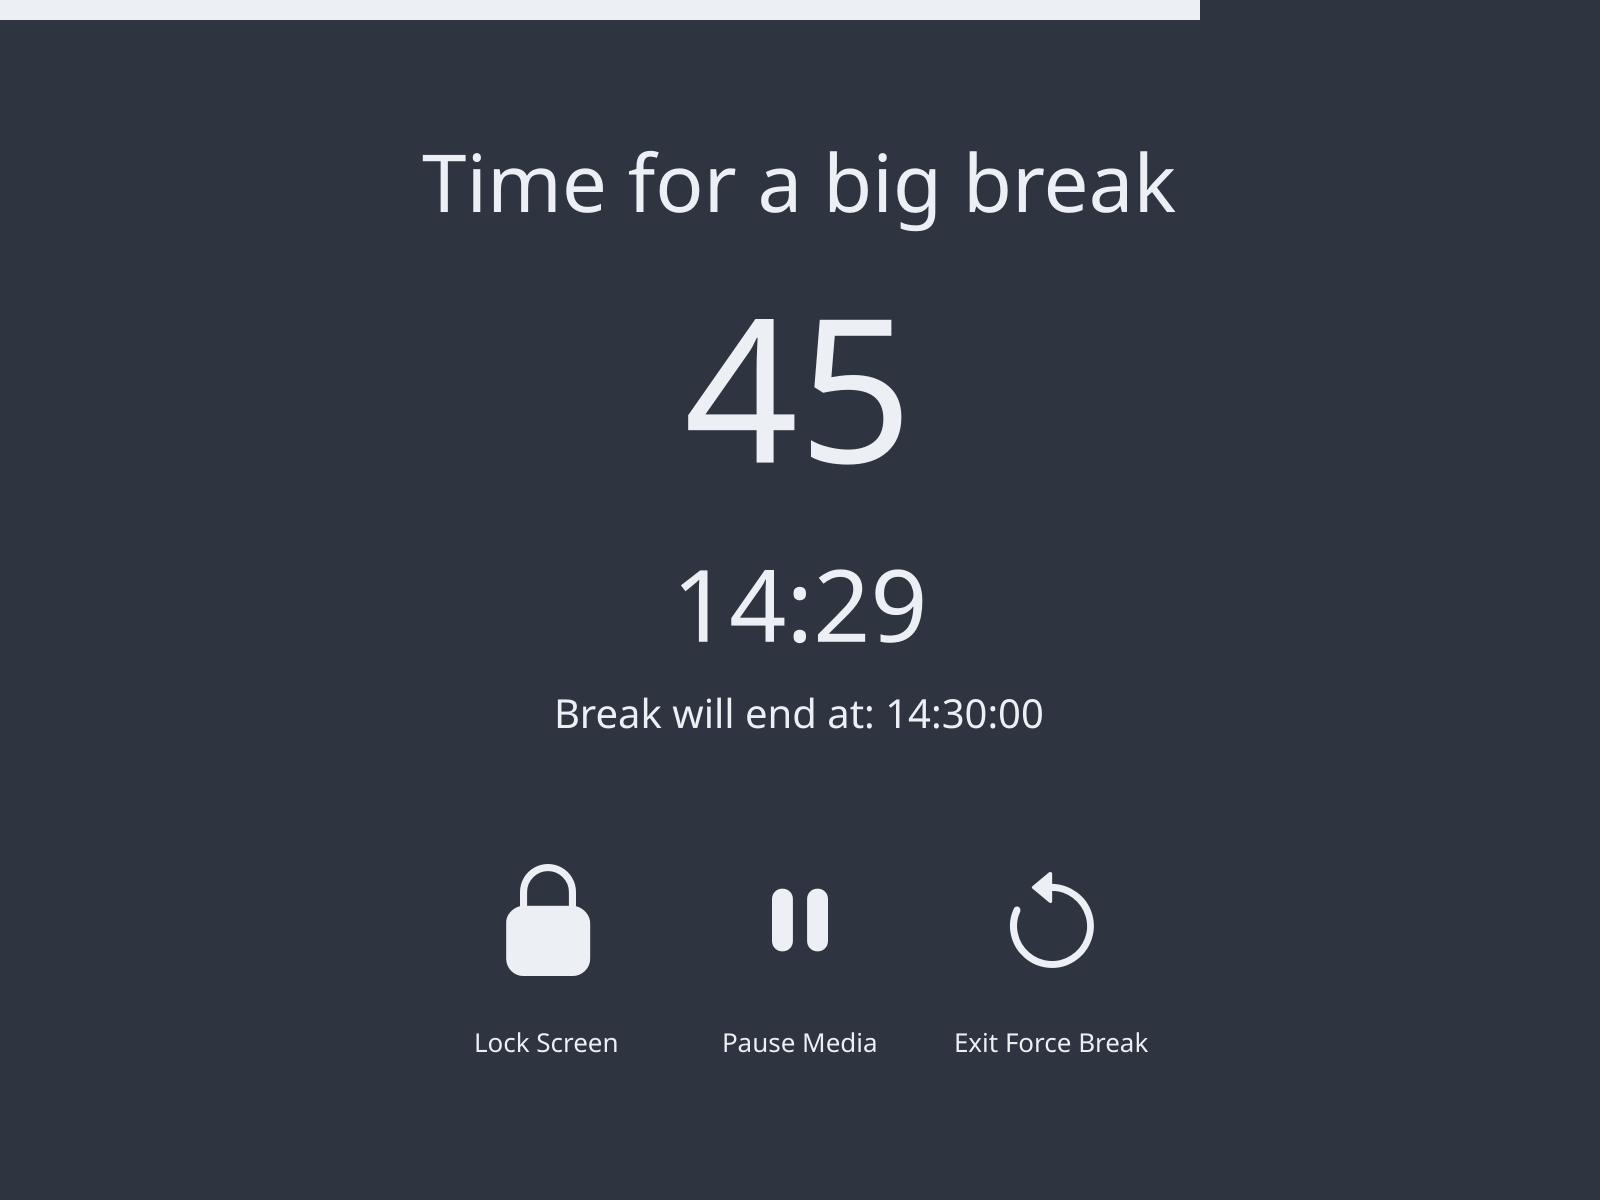 Time for a big break
45
14:29
Break will end at: 14:30:00
Lock Screen
Pause Media
Exit Force Break